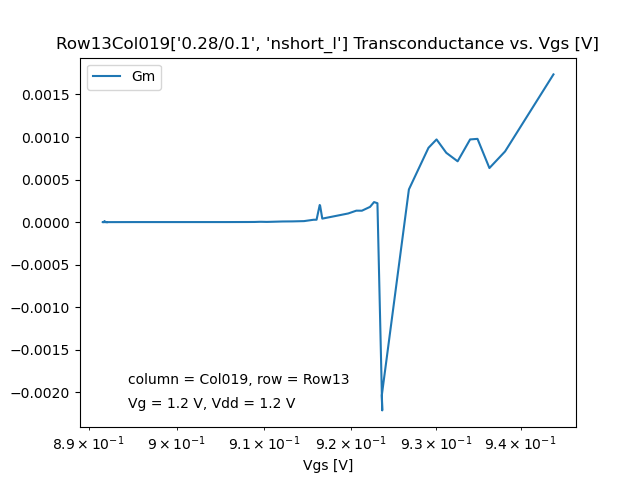 Row13Col019['0.28/0.1', 'nshort_l'] Transconductance vs. Vgs [V]
Gm
0.0015
0.0010
0.0005
0.0000
−0.0005
−0.0010
−0.0015
−0.0020
column = Col019, row = Row13
Vg = 1.2 V, Vdd = 1.2 V
8.9 × 10⁻¹ 9 × 10⁻¹ 9.1 × 10⁻¹ 9.2 × 10⁻¹ 9.3 × 10⁻¹ 9.4 × 10⁻¹
Vgs [V]